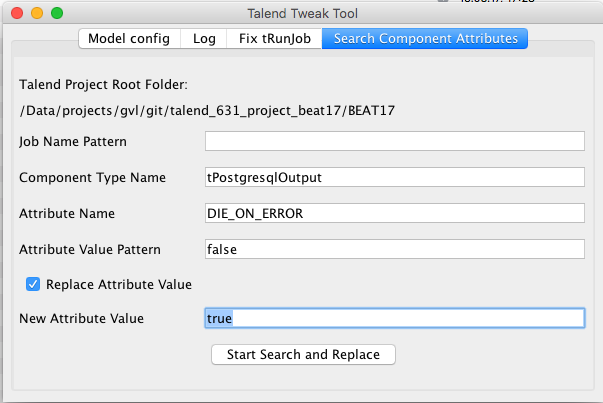 Talend Tweak Tool
Model config Log Fix tRunJob Search Component Attributes
Talend Project Root Folder:
/Data/projects/gvl/git/talend_631_project_beat17/BEAT17
Job Name Pattern
Component Type Name tPostgresqlOutput
Attribute Name DIE_ON_ERROR
Attribute Value Pattern false
Replace Attribute Value
New Attribute Value true
Start Search and Replace